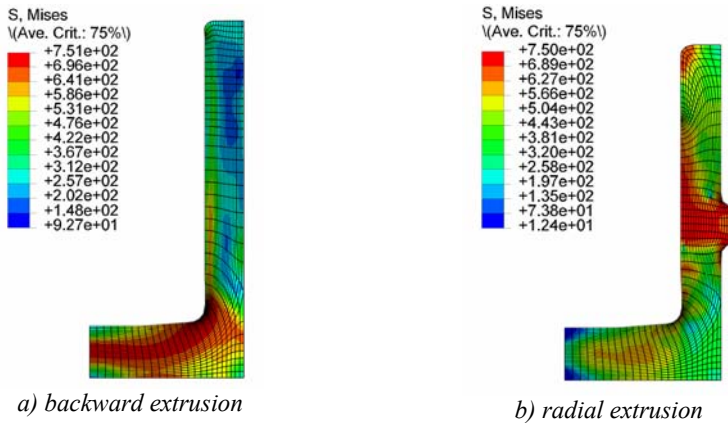 S, Mises
\(Ave. Crit.: 75%\)
+7.51e+02
+6.96e+02
+6.41e+02
+5.86e+02
+5.31e+02
+4.76e+02
+4.22e+02
+3.67e+02
+3.12e+02
+2.57e+02
+2.02e+02
+1.48e+02
+9.27e+01
a) backward extrusion
S, Mises
\(Ave. Crit.: 75%\)
+7.50e+02
+6.89e+02
+6.27e+02
+5.66e+02
+5.04e+02
+4.43e+02
+3.81e+02
+3.20e+02
+2.58e+02
+1.97e+02
+1.35e+02
+7.38e+01
+1.24e+01
b) radial extrusion